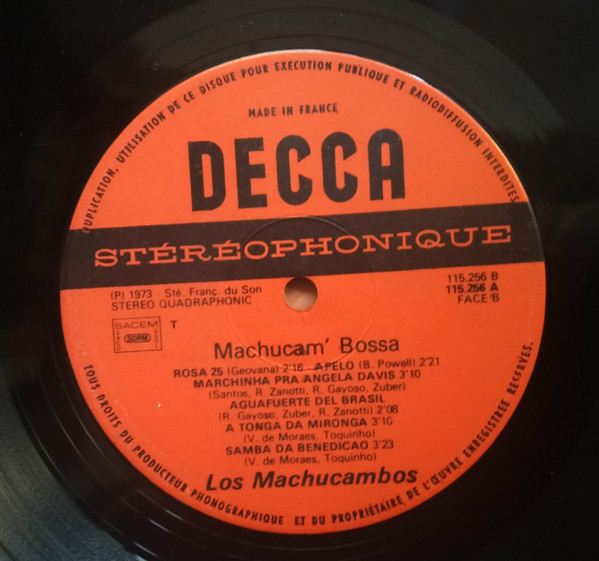 DUPLICATION, UTILISATION DE CE DISQUE POUR EXÉCUTION PUBLIQUE ET RADIODIFFUSION INTERDITES.
MADE IN FRANCE
DECCA
STÉRÉOPHONIQUE
(P) 1973 - Sté. Franç. du Son
STEREO QUADRAPHONIC
115.256 B
115.256 A
FACE B
SACEM
SDRM
T
Machucam' Bossa
ROSA 25 (Geovana) 2'16 - APELO (B. Powell) 2'21
MARCHINHA PRA ANGELA DAVIS 3'10
(Santos, R. Zanotti, R. Gavoso, Zuber)
AGUAFUERTE DEL BRASIL
(R. Gavoso, Zuber, R. Zanotti) 2'08
A TONGA DA MIRONGA 3'10
(V. de Moraes, Toquinho)
SAMBA DA BENEDICAO 3'23
(V. de Moraes, Toquinho)
Los Machucambos
TOUS DROITS DU PRODUCTEUR PHONOGRAPHIQUE ET DU PROPRIÉTAIRE DE L'ŒUVRE ENREGISTRÉE RÉSERVÉS.